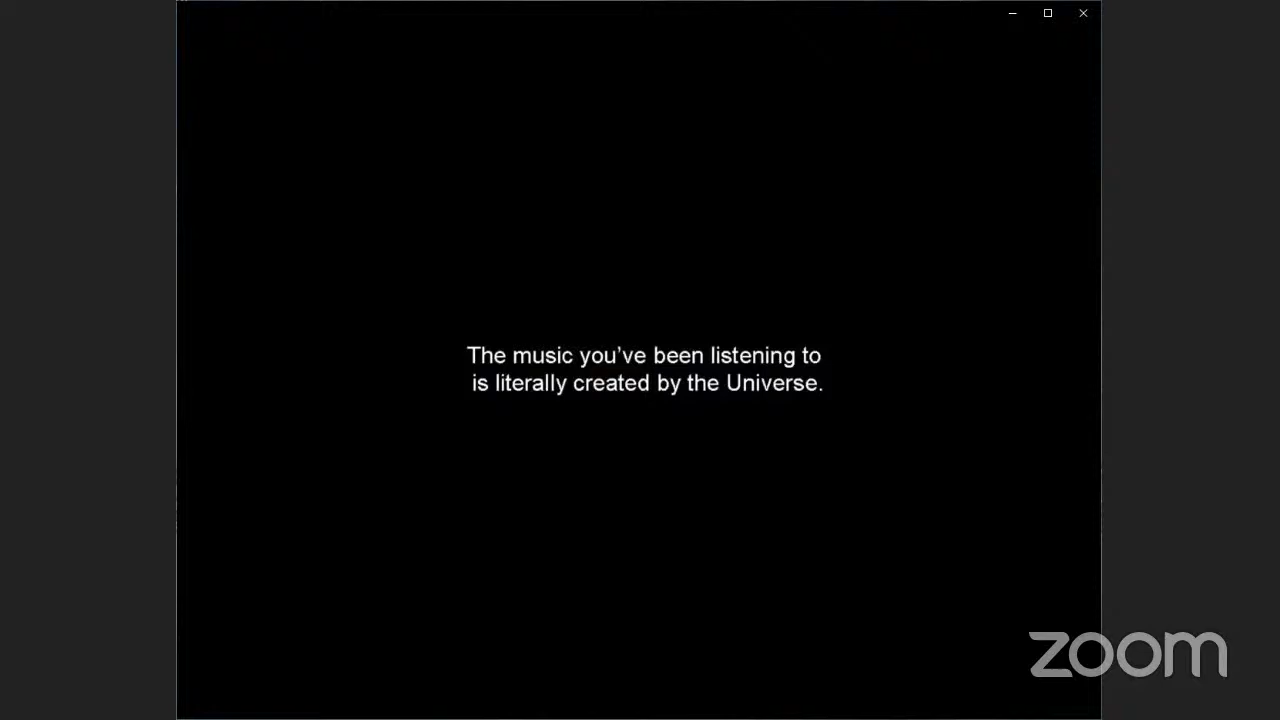 The music you've been listening to
is literally created by the Universe.
zoom